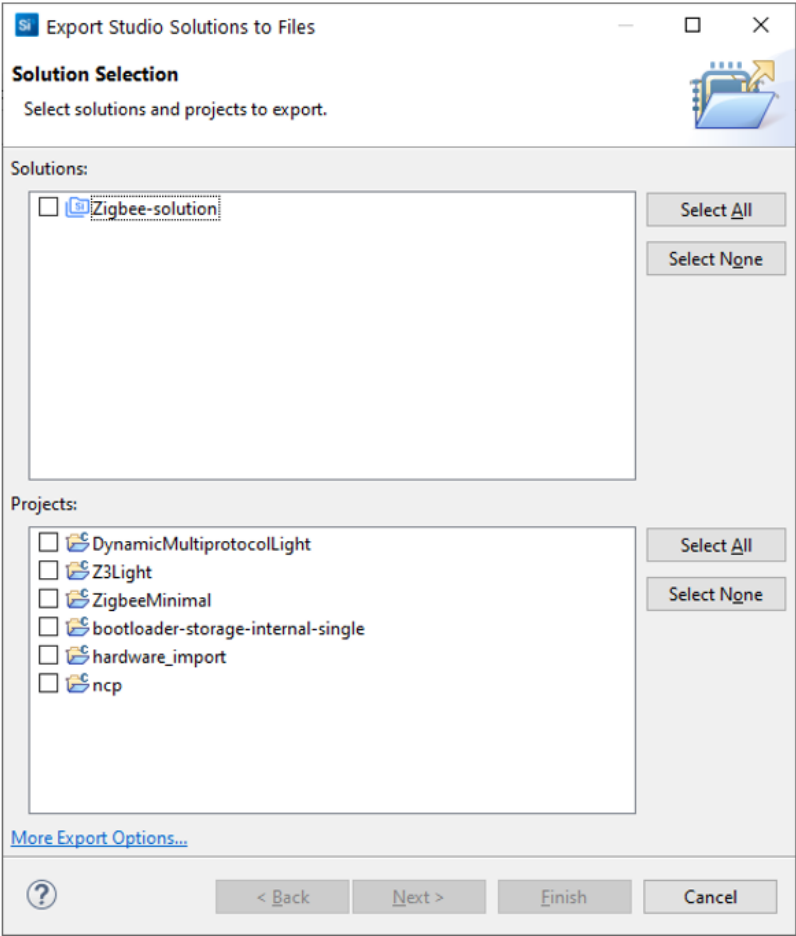 Si Export Studio Solutions to Files
Solution Selection
Select solutions and projects to export.
Solutions:
Si Zigbee-solution
Select All
Select None
Projects:
DynamicMultiprotocolLight
Z3Light
ZigbeeMinimal
bootloader-storage-internal-single
hardware_import
ncp
Select All
Select None
More Export Options...
? < Back Next > Finish Cancel